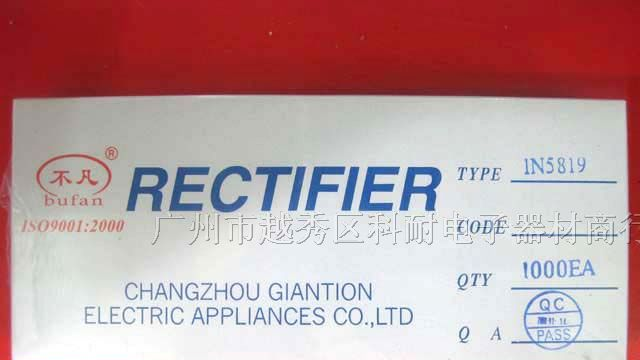 不凡®
bufan
ISO9001:2000
RECTIFIER
TYPE 1N5819
CODE
QTY 1000EA
Q A
QC
PASS
CHANGZHOU GIANTION
ELECTRIC APPLIANCES CO.,LTD
广州市越秀区科耐电子器材商行